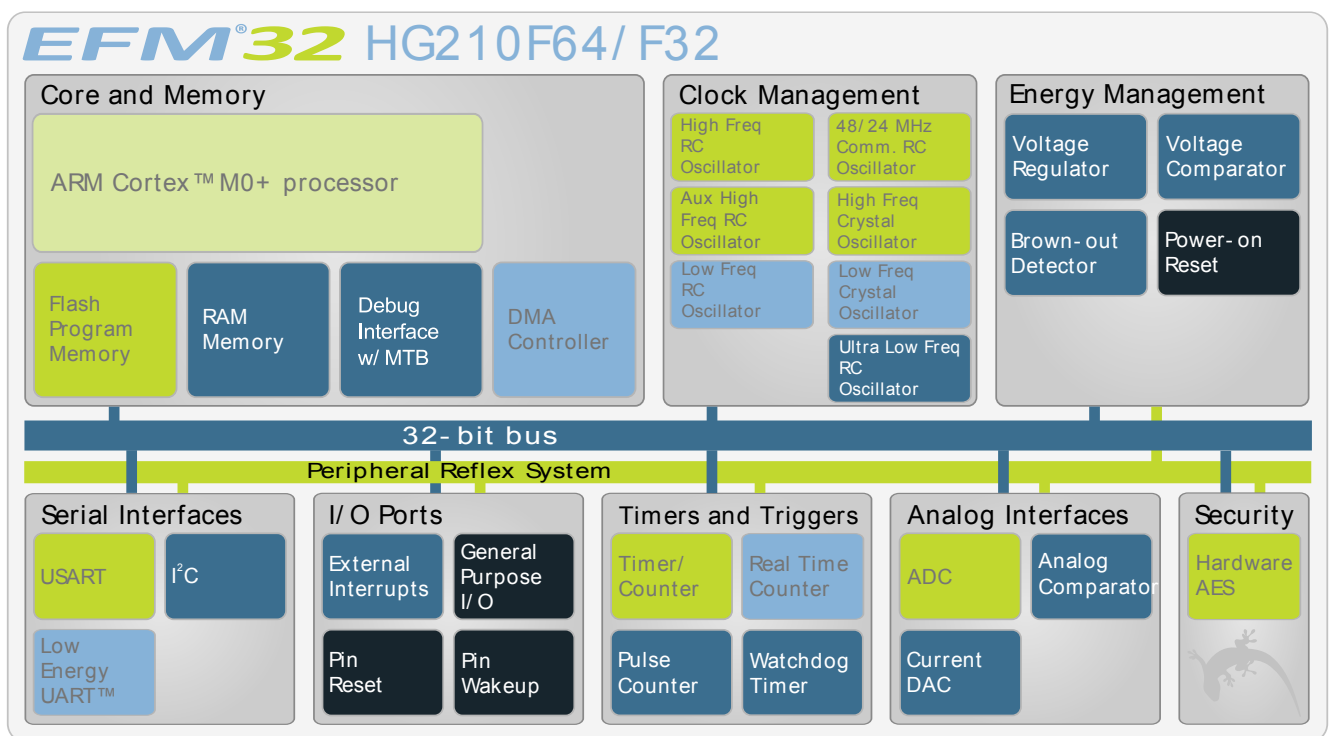 EFM®32 HG210F64/F32
Core and Memory
ARM Cortex™ M0+ processor
Flash
Program
Memory
RAM
Memory
Debug
Interface
w/ MTB
DMA
Controller
Clock Management
High Freq
RC
Oscillator
48/24 MHz
Comm. RC
Oscillator
Aux High
Freq RC
Oscillator
High Freq
Crystal
Oscillator
Low Freq
RC
Oscillator
Low Freq
Crystal
Oscillator
Ultra Low Freq
RC
Oscillator
Energy Management
Voltage
Regulator
Voltage
Comparator
Brown-out
Detector
Power-on
Reset
32-bit bus
Peripheral Reflex System
Serial Interfaces
USART
I²C
Low
Energy
UART™
I/O Ports
External
Interrupts
General
Purpose
I/O
Pin
Reset
Pin
Wakeup
Timers and Triggers
Timer/
Counter
Real Time
Counter
Pulse
Counter
Watchdog
Timer
Analog Interfaces
ADC
Analog
Comparator
Current
DAC
Security
Hardware
AES